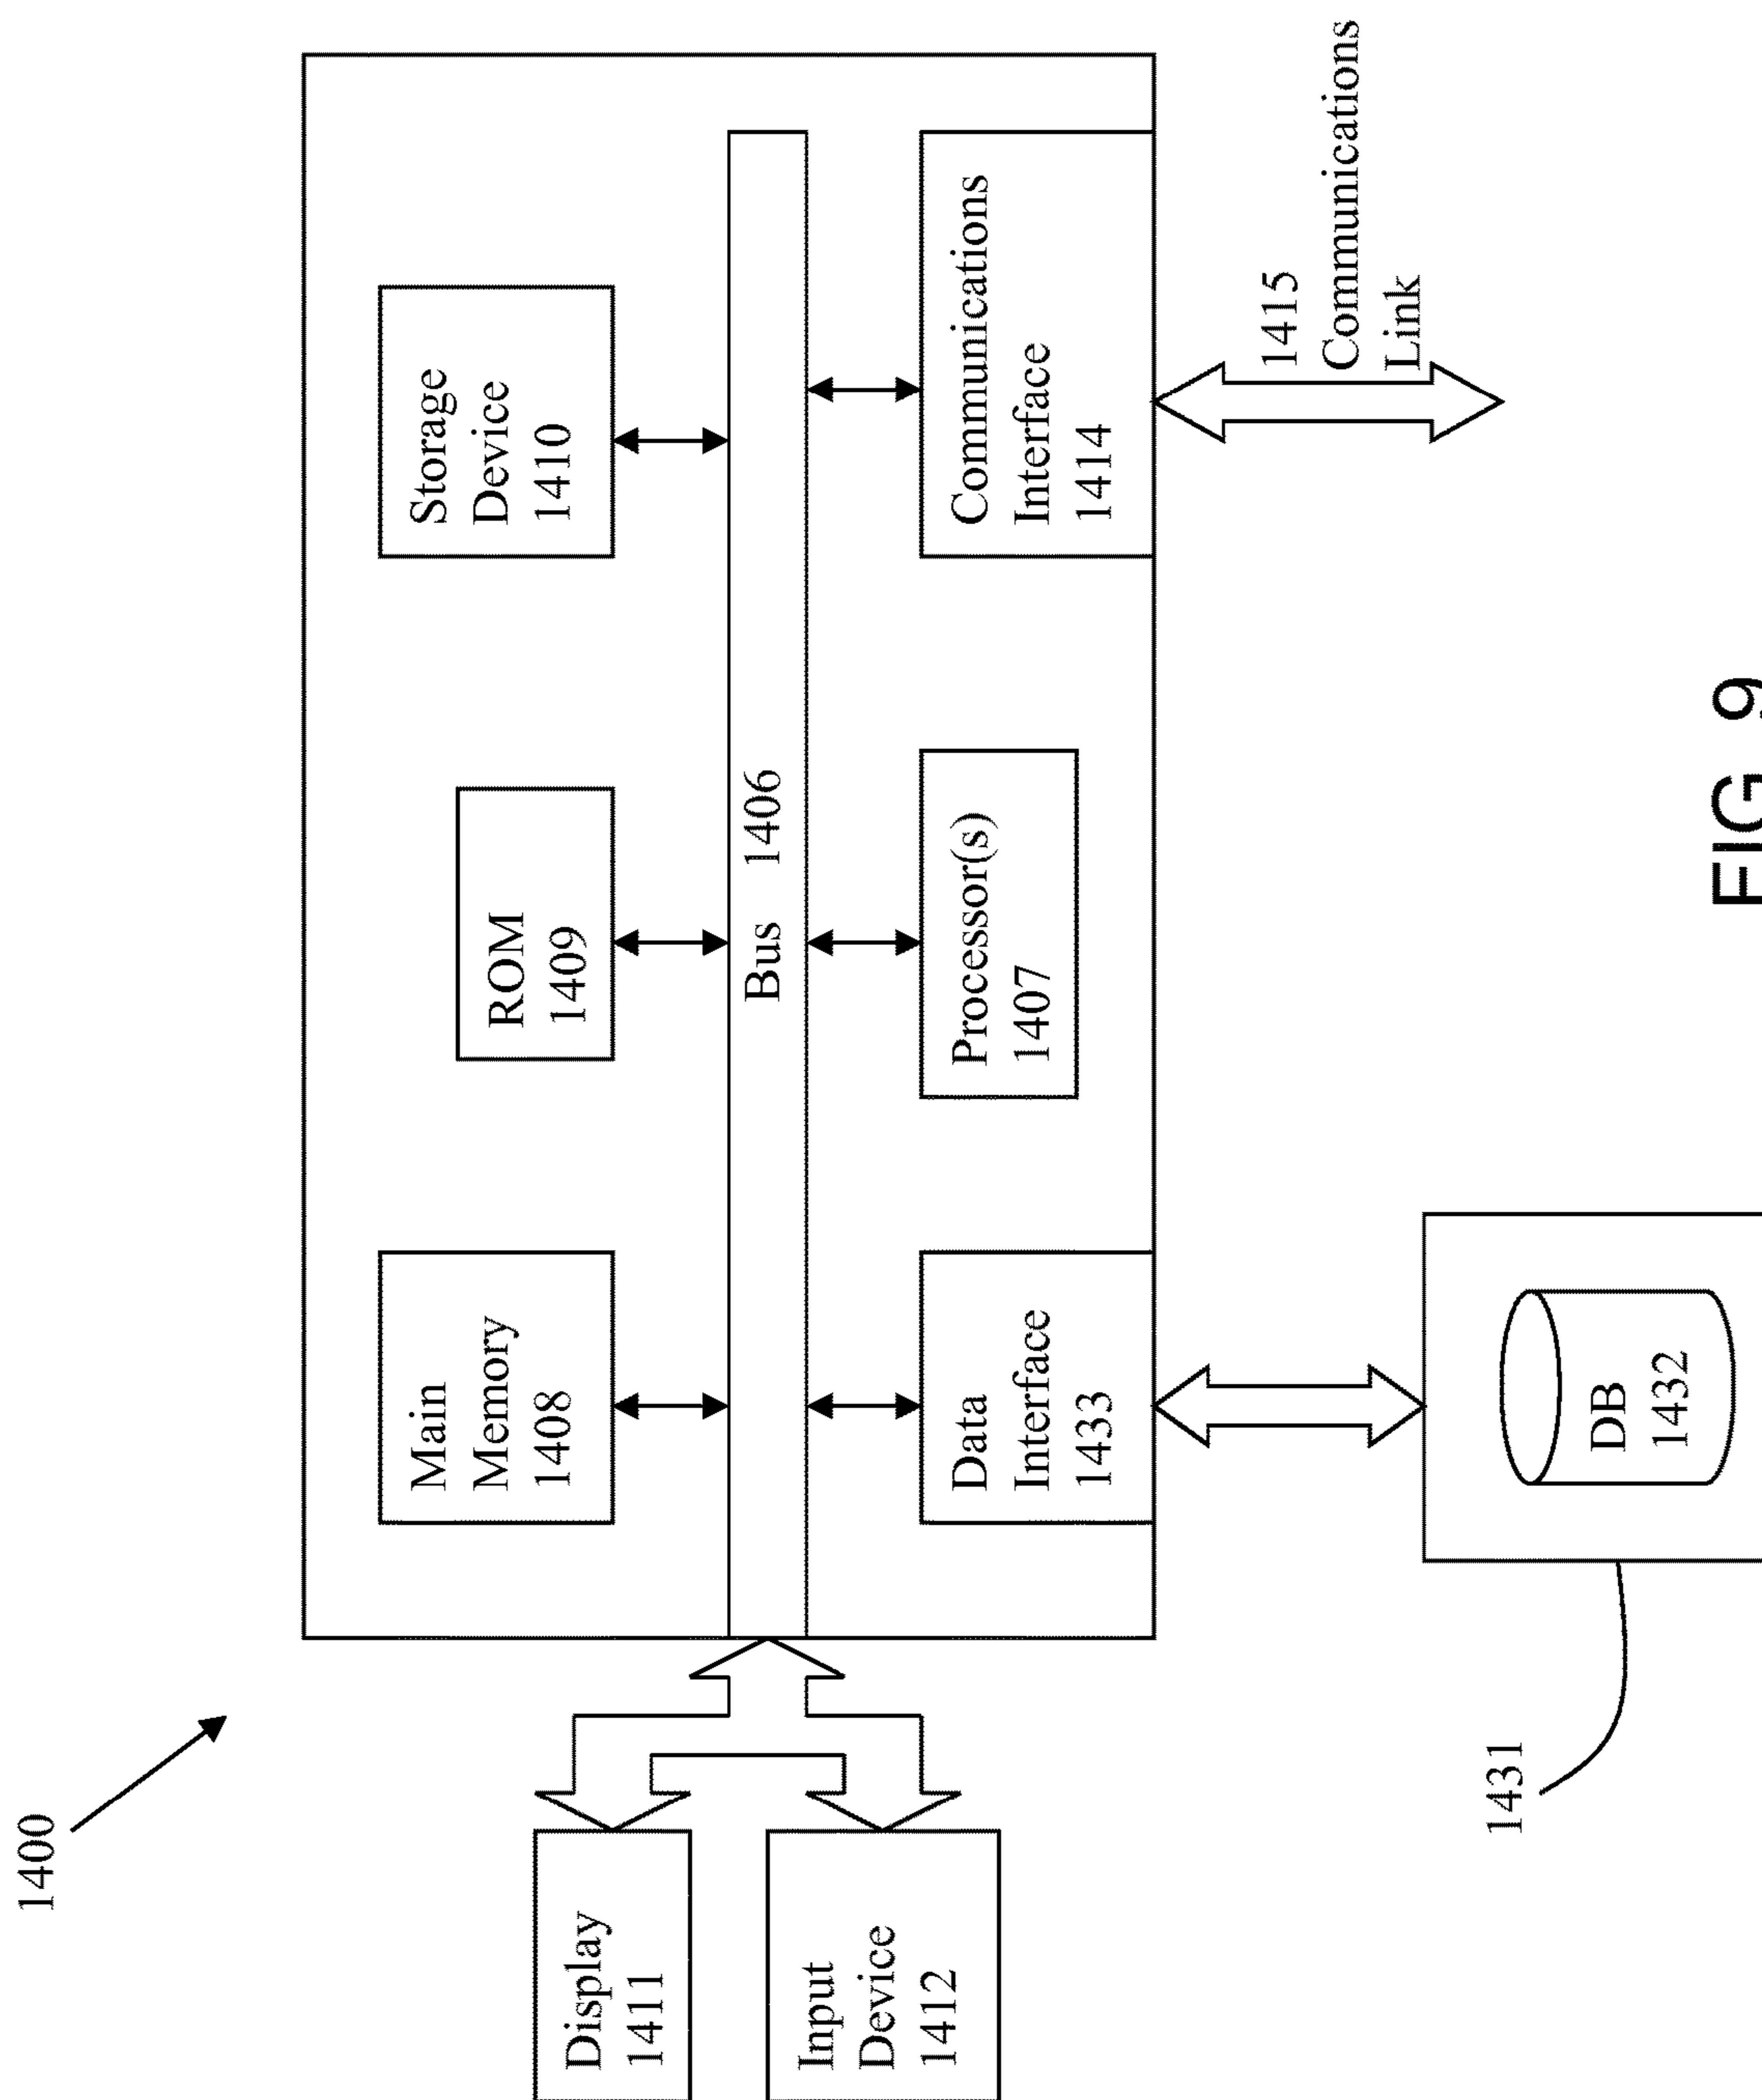 1400
Main
Memory
1408
ROM
1409
Storage
Device
1410
Display
1411
Bus 1406
Input
Device
1412
Data
Interface
1433
Processor(s)
1407
Communications
Interface
1414
1415
Communications
Link
1431
DB
1432
FIG. 9